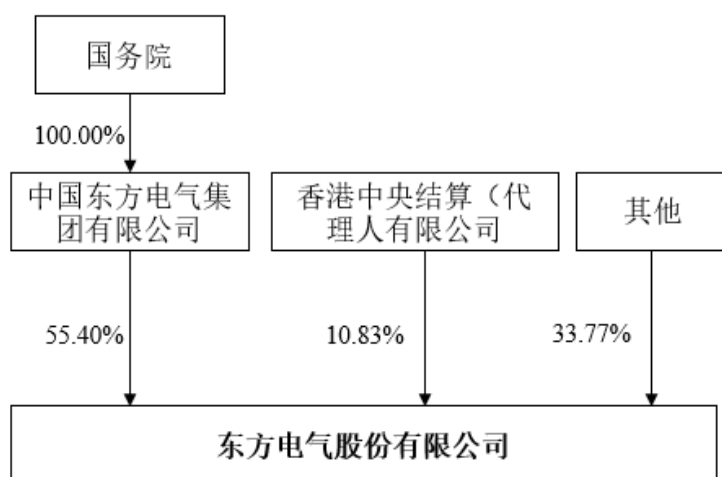 国务院
100.00%
中国东方电气集
团有限公司
香港中央结算（代
理人有限公司
其他
55.40%
10.83%
33.77%
东方电气股份有限公司